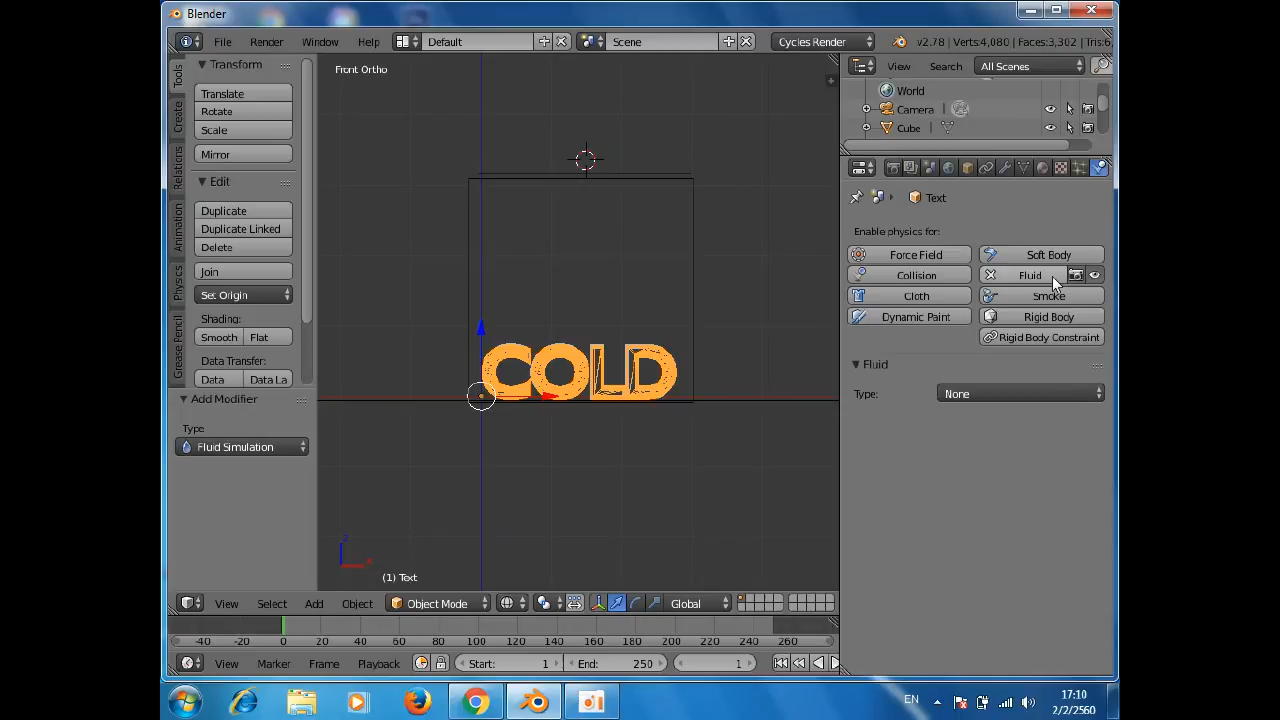 Blender
File Render Window Help Default Scene Cycles Render v2.78 | Verts:4,080 | Faces:3,302 | Tris:6,
Tools
Create
Relations
Animation
Physics
Grease Pencil
Transform
Translate
Rotate
Scale
Mirror
Edit
Duplicate
Duplicate Linked
Delete
Join
Set Origin
Shading:
Smooth Flat
Data Transfer:
Data Data La
Add Modifier
Type
Fluid Simulation
Front Ortho
COLD
z
x
(1) Text
View Select Add Object Object Mode Global
-40 -20 0 20 40 60 80 100 120 140 160 180 200 220 240 260
View Marker Frame Playback Start: 1 End: 250 1
View Search All Scenes
World
Camera
Cube
Text
Enable physics for:
Force Field Soft Body
Collision Fluid
Cloth Smoke
Dynamic Paint Rigid Body
Rigid Body Constraint
Fluid
Type: None
EN
17:10
2/2/2560